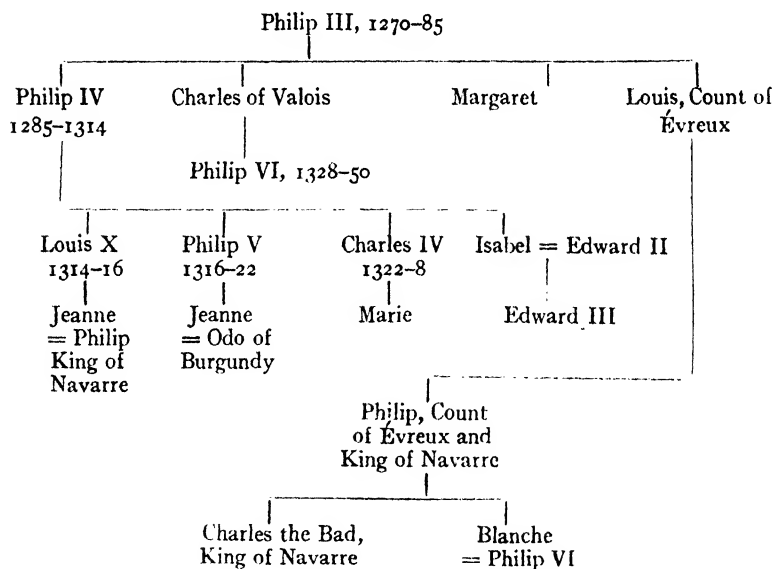 Philip III, 1270–85
Philip IV
1285–1314
Charles of Valois
Margaret
Louis, Count of
Évreux
Philip VI, 1328–50
Louis X
1314–16
Philip V
1316–22
Charles IV
1322–8
Isabel = Edward II
Jeanne
= Philip
King of
Navarre
Jeanne
= Odo of
Burgundy
Marie
Edward III
Philip, Count
of Évreux and
King of Navarre
Charles the Bad,
King of Navarre
Blanche
= Philip VI